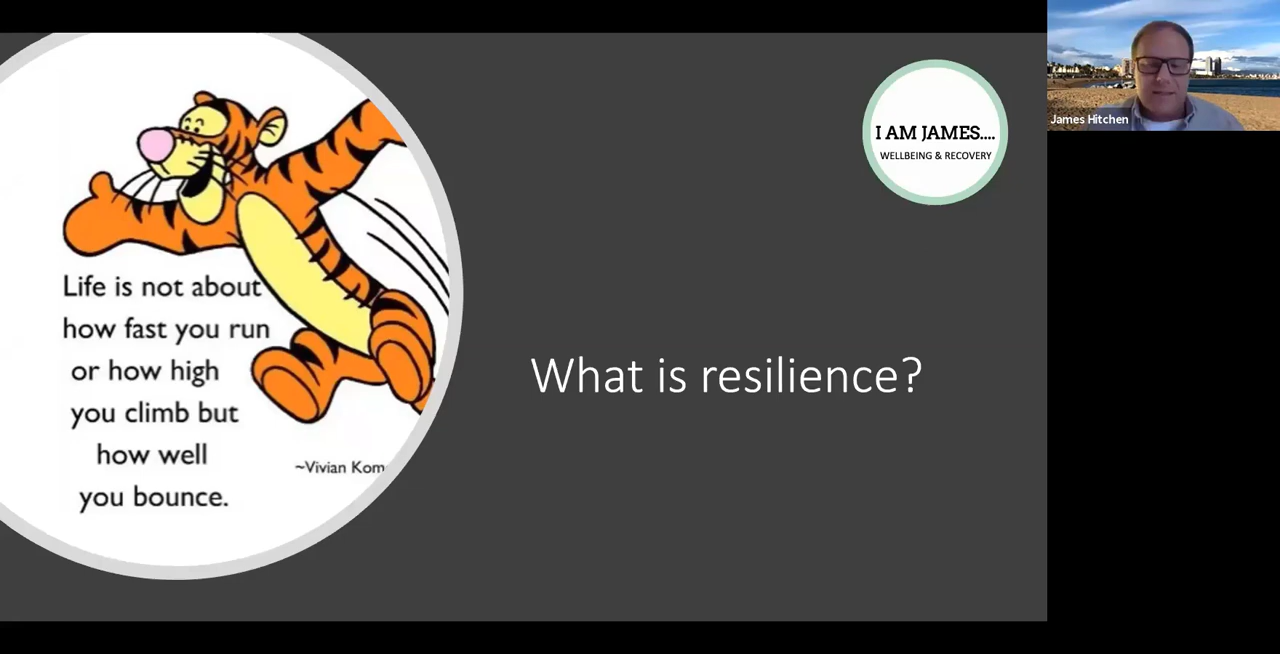 Life is not about
how fast you run
or how high
you climb but
how well
you bounce.
~Vivian Kom
What is resilience?
I AM JAMES....
WELLBEING & RECOVERY
James Hitchen